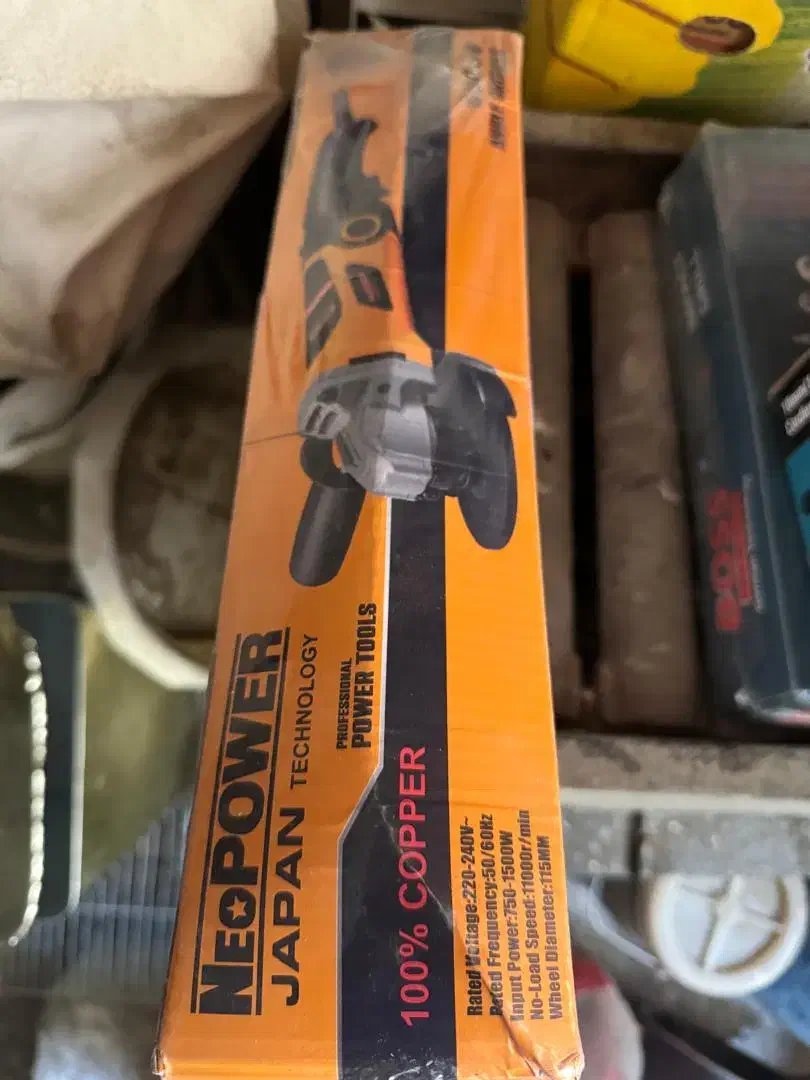 NEOPOWER
JAPAN TECHNOLOGY
PROFESSIONAL
POWER TOOLS
100% COPPER
Rated Voltage:220-240V~
Rated Frequency:50/60Hz
Input Power:750-1500W
No-Load Speed:11000r/min
Wheel Diameter:115MM